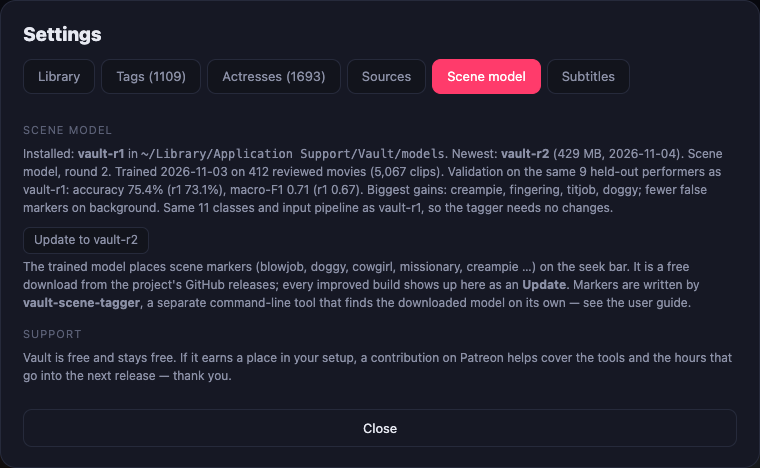 Settings
Library
Tags (1109)
Actresses (1693)
Sources
Scene model
Subtitles
SCENE MODEL
Installed: vault-r1 in ~/Library/Application Support/Vault/models. Newest: vault-r2 (429 MB, 2026-11-04). Scene
model, round 2. Trained 2026-11-03 on 412 reviewed movies (5,067 clips). Validation on the same 9 held-out performers as
vault-r1: accuracy 75.4% (r1 73.1%), macro-F1 0.71 (r1 0.67). Biggest gains: creampie, fingering, titjob, doggy; fewer false
markers on background. Same 11 classes and input pipeline as vault-r1, so the tagger needs no changes.
Update to vault-r2
The trained model places scene markers (blowjob, doggy, cowgirl, missionary, creampie ...) on the seek bar. It is a free
download from the project's GitHub releases; every improved build shows up here as an Update. Markers are written by
vault-scene-tagger, a separate command-line tool that finds the downloaded model on its own — see the user guide.
SUPPORT
Vault is free and stays free. If it earns a place in your setup, a contribution on Patreon helps cover the tools and the hours that
go into the next release — thank you.
Close